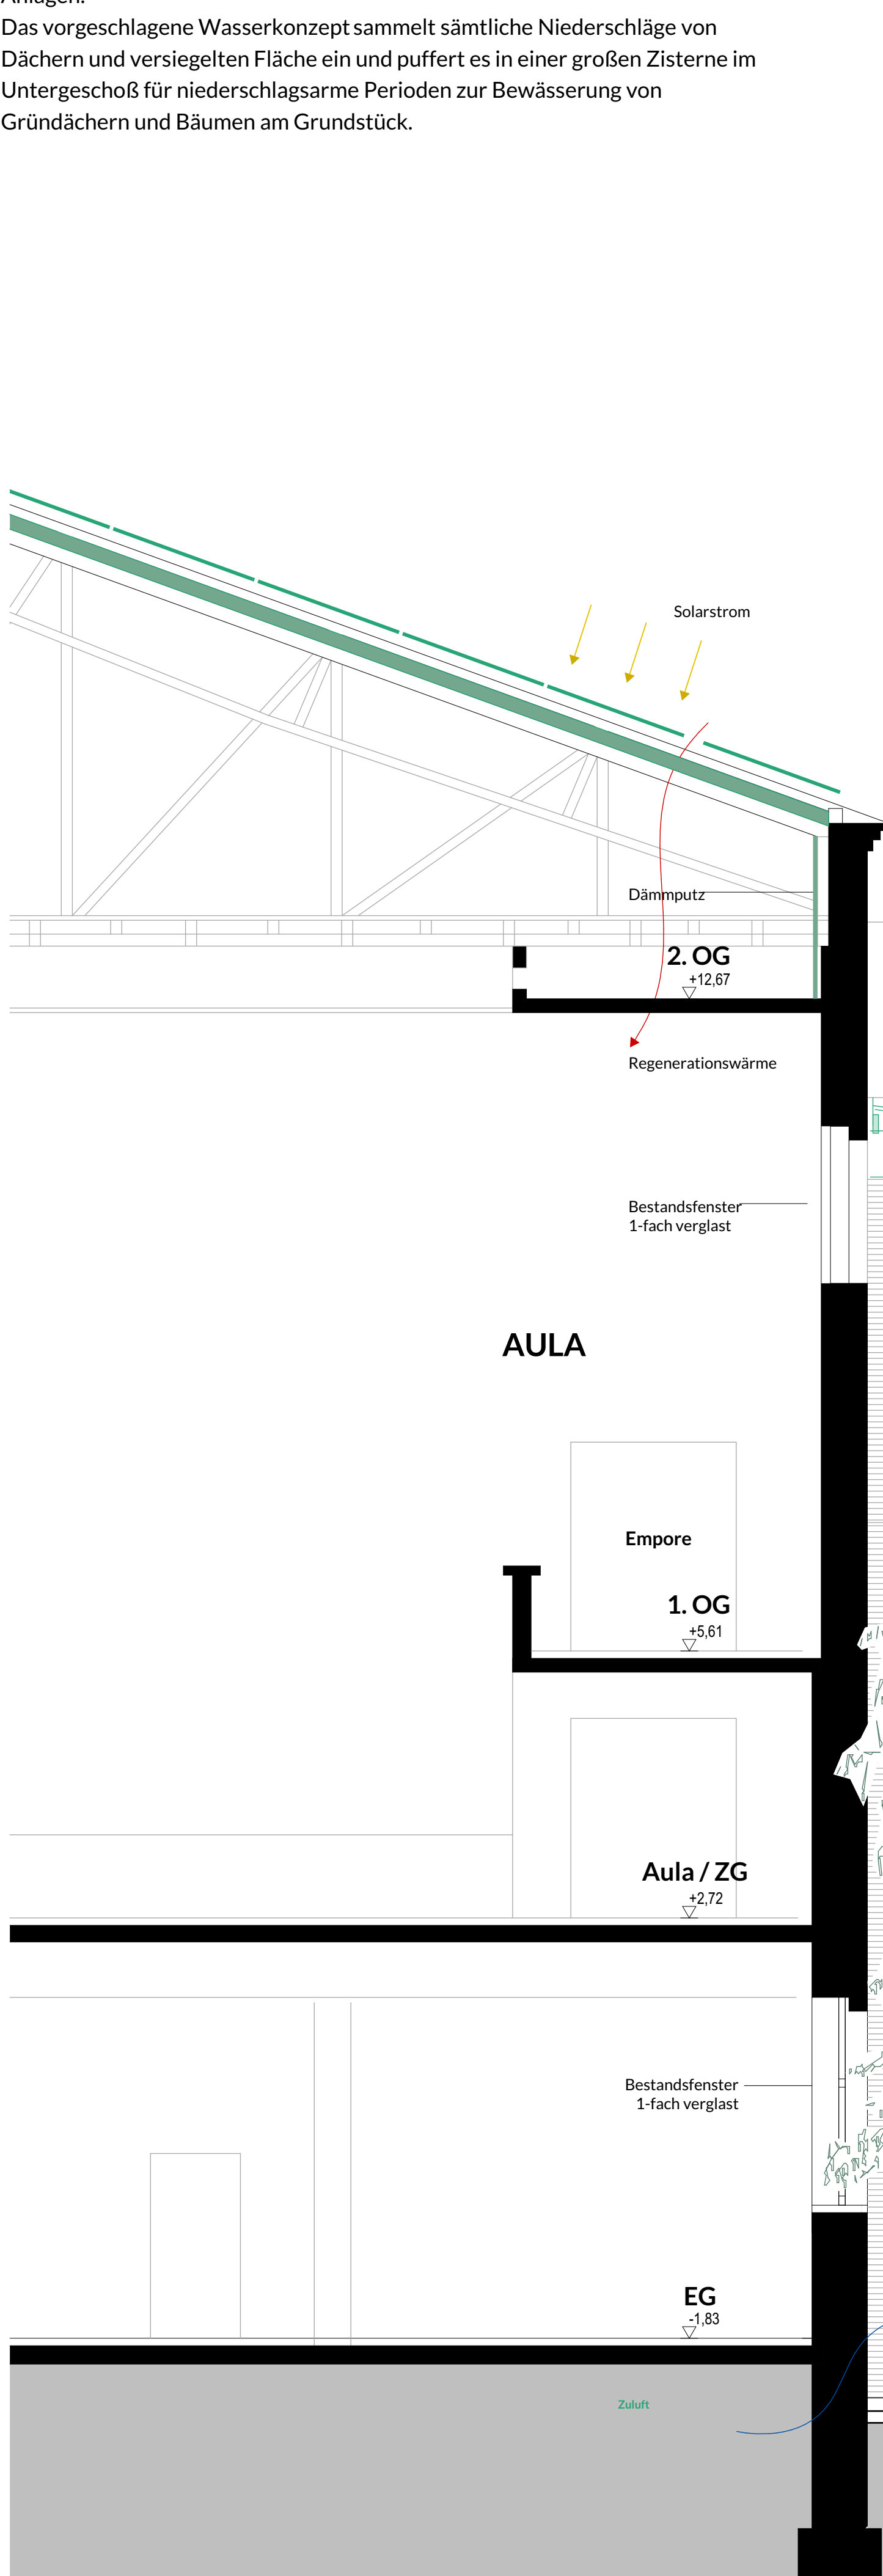 Anlagen.
Das vorgeschlagene Wasserkonzept sammelt sämtliche Niederschläge von
Dächern und versiegelten Fläche ein und puffert es in einer großen Zisterne im
Untergeschoß für niederschlagsarme Perioden zur Bewässerung von
Gründächern und Bäumen am Grundstück.
Solarstrom
Dämmputz
2. OG
+12,67
Regenerationswärme
Bestandsfenster
1-fach verglast
AULA
Empore
1. OG
+5,61
Aula / ZG
+2,72
Bestandsfenster
1-fach verglast
EG
-1,83
Zuluft